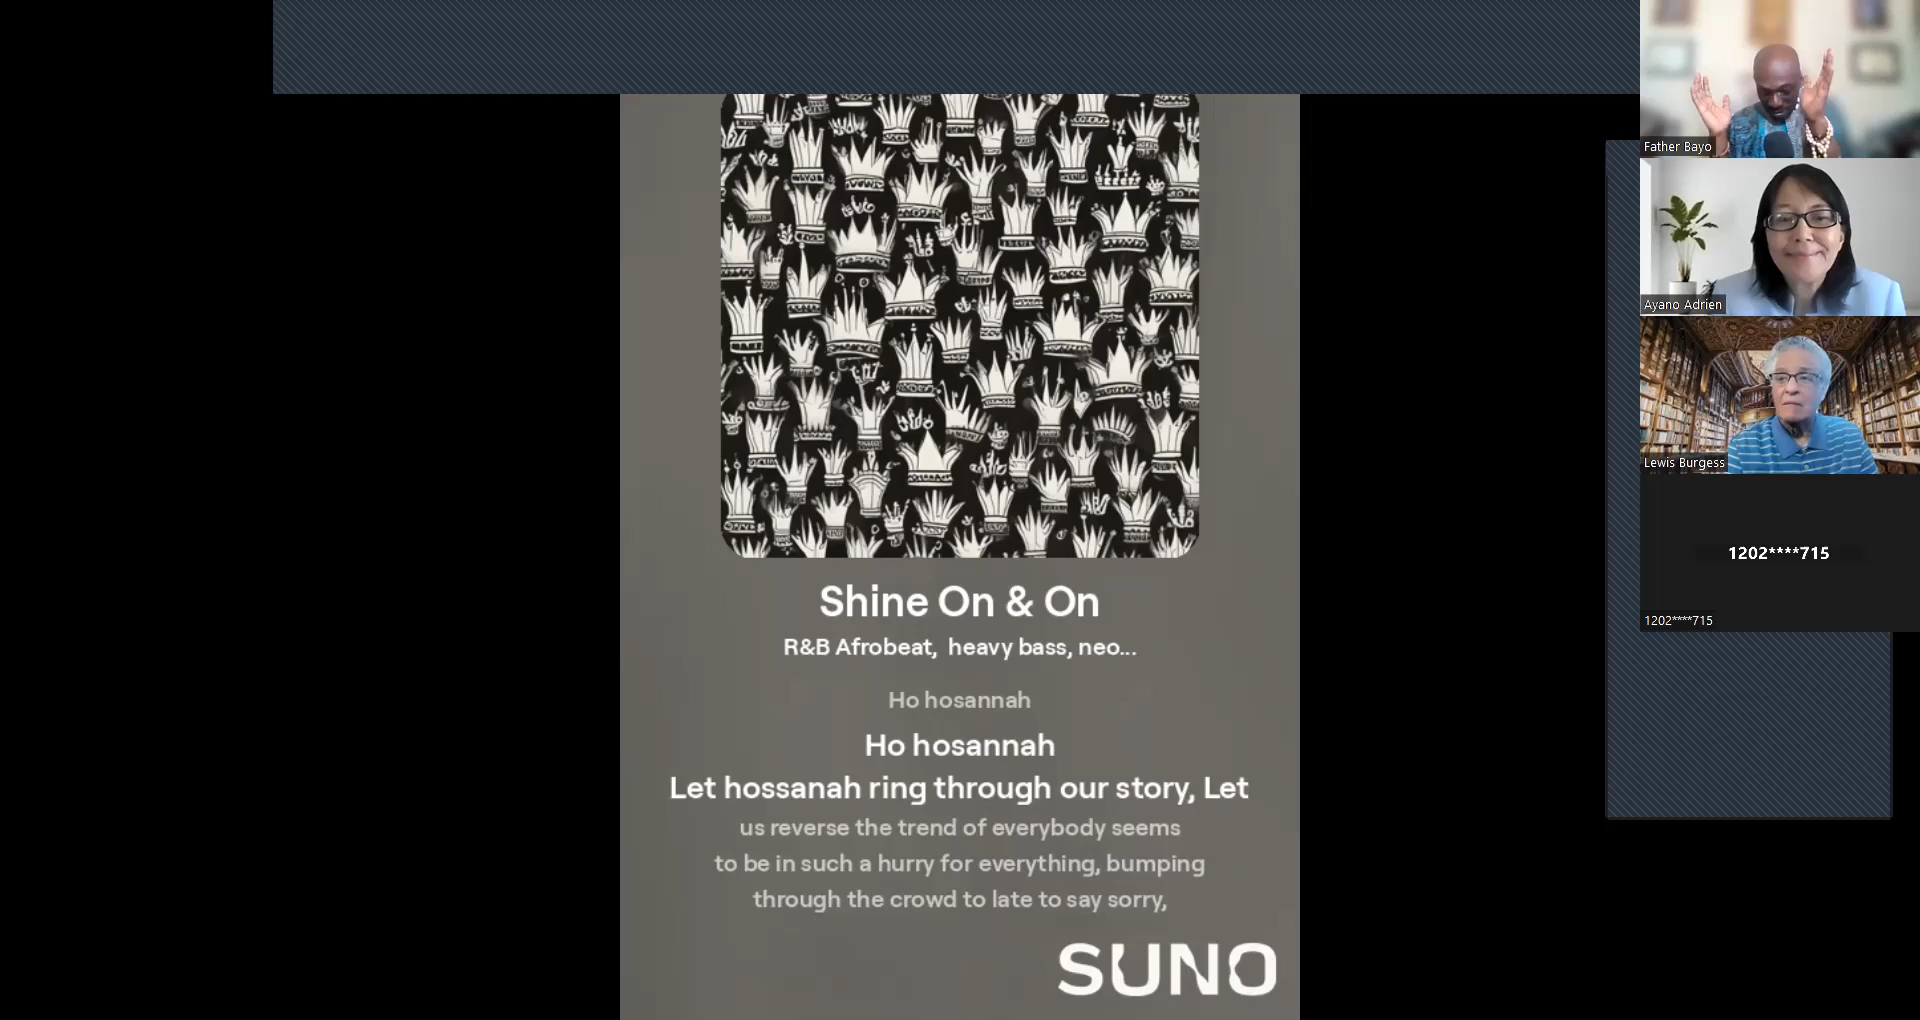 Father Bayo
Ayano Adrien
Lewis Burgess
1202****715
1202****715
Shine On & On
R&B Afrobeat, heavy bass, neo...
Ho hosannah
Ho hosannah
Let hossanah ring through our story, Let
us reverse the trend of everybody seems
to be in such a hurry for everything, bumping
through the crowd to late to say sorry,
SUNO